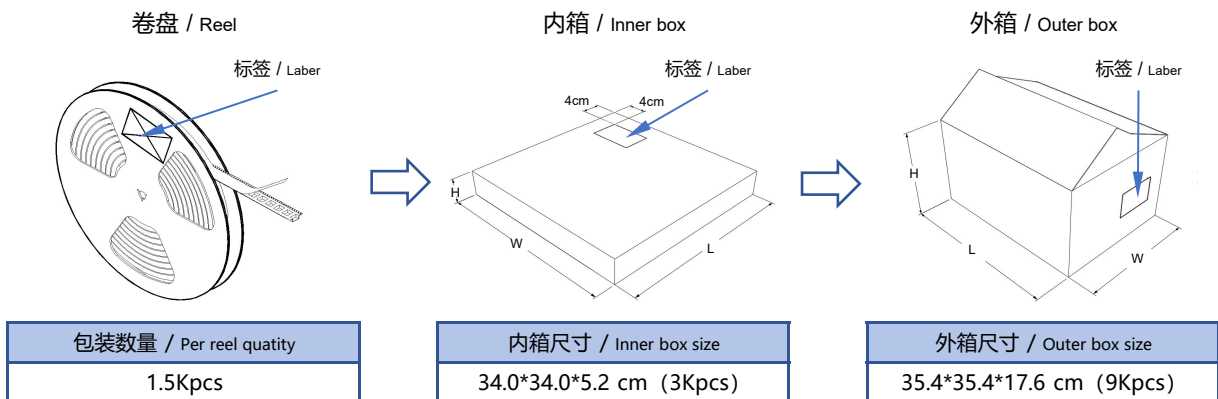 卷盘 / Reel
内箱 / Inner box
外箱 / Outer box
标签 / Laber
标签 / Laber
标签 / Laber
4cm
4cm
H
W
L
H
L
W
包装数量 / Per reel quatity
内箱尺寸 / Inner box size
外箱尺寸 / Outer box size
1.5Kpcs
34.0*34.0*5.2 cm（3Kpcs）
35.4*35.4*17.6 cm（9Kpcs）